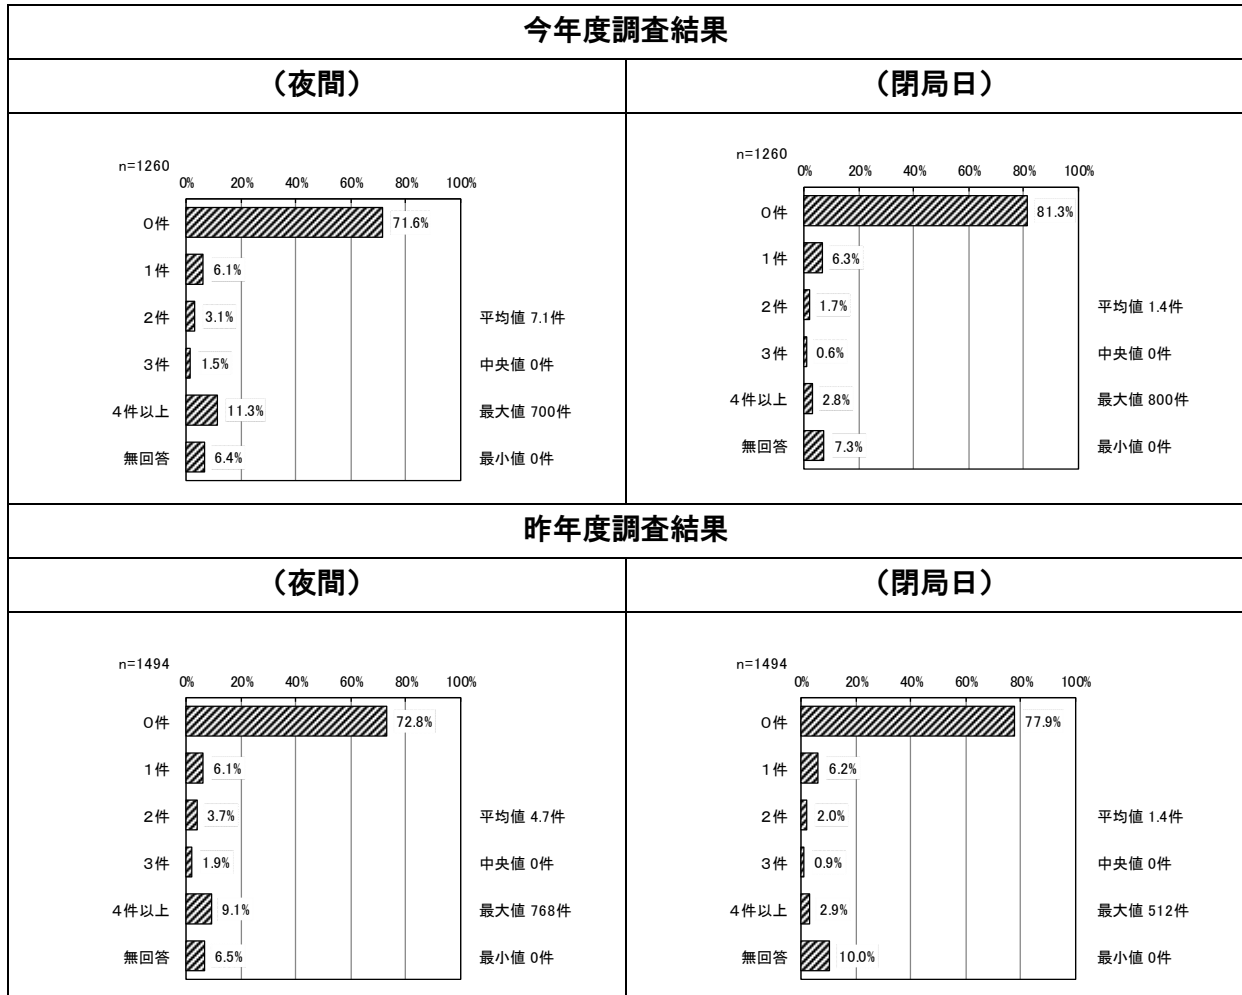 今年度調査結果
（夜間）
（閉局日）
n=1260
0% 20% 40% 60% 80% 100%
０件 71.6%
１件 6.1%
２件 3.1% 平均値 7.1件
３件 1.5% 中央値 0件
４件以上 11.3% 最大値 700件
無回答 6.4% 最小値 0件
n=1260
0% 20% 40% 60% 80% 100%
０件 81.3%
１件 6.3%
２件 1.7% 平均値 1.4件
３件 0.6% 中央値 0件
４件以上 2.8% 最大値 800件
無回答 7.3% 最小値 0件
昨年度調査結果
（夜間）
（閉局日）
n=1494
0% 20% 40% 60% 80% 100%
０件 72.8%
１件 6.1%
２件 3.7% 平均値 4.7件
３件 1.9% 中央値 0件
４件以上 9.1% 最大値 768件
無回答 6.5% 最小値 0件
n=1494
0% 20% 40% 60% 80% 100%
０件 77.9%
１件 6.2%
２件 2.0% 平均値 1.4件
３件 0.9% 中央値 0件
４件以上 2.9% 最大値 512件
無回答 10.0% 最小値 0件